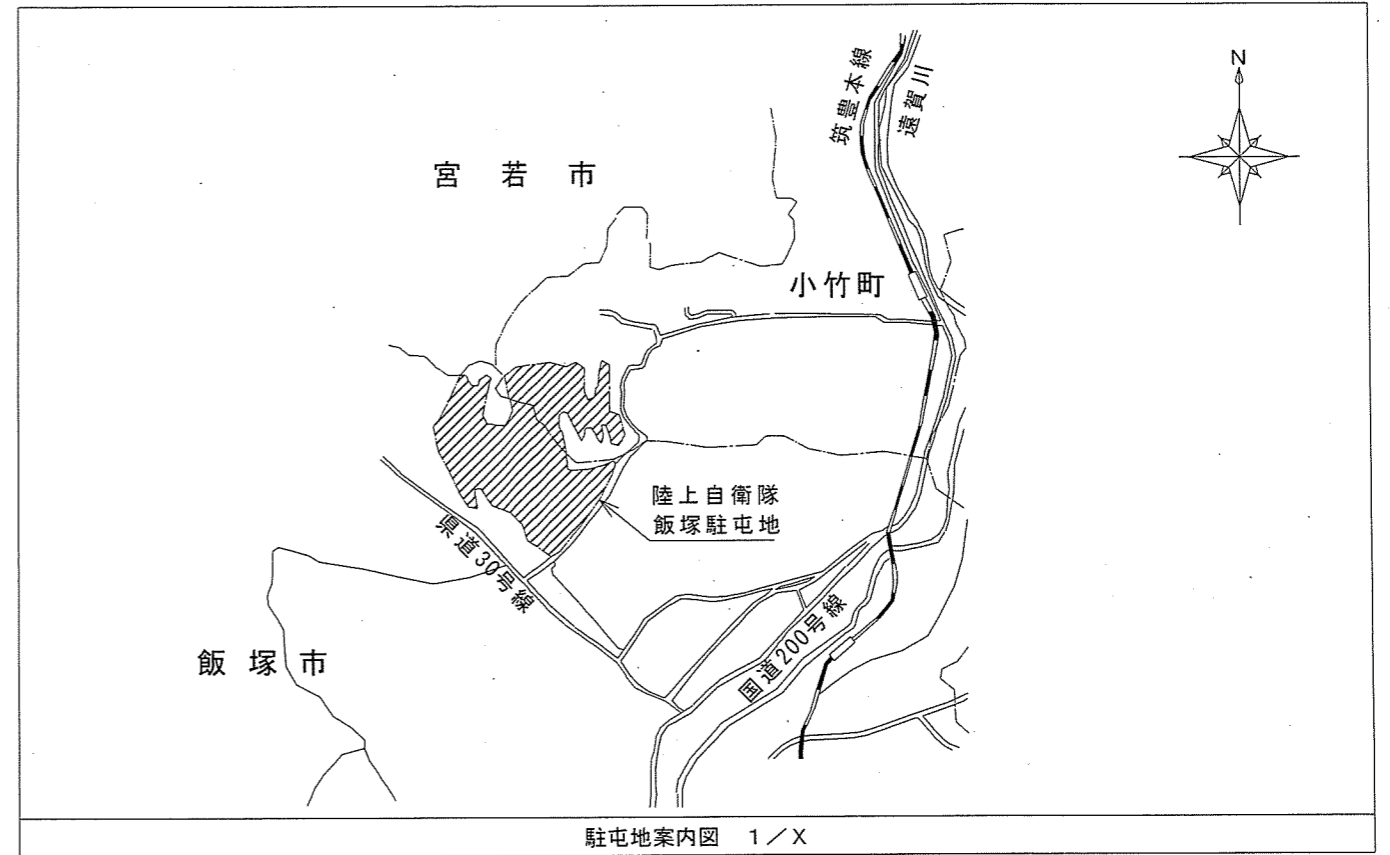 N
筑豊本線
遠賀川
宮若市
小竹町
陸上自衛隊
飯塚駐屯地
県道30号線
国道200号線
飯塚市
駐屯地案内図 1/X